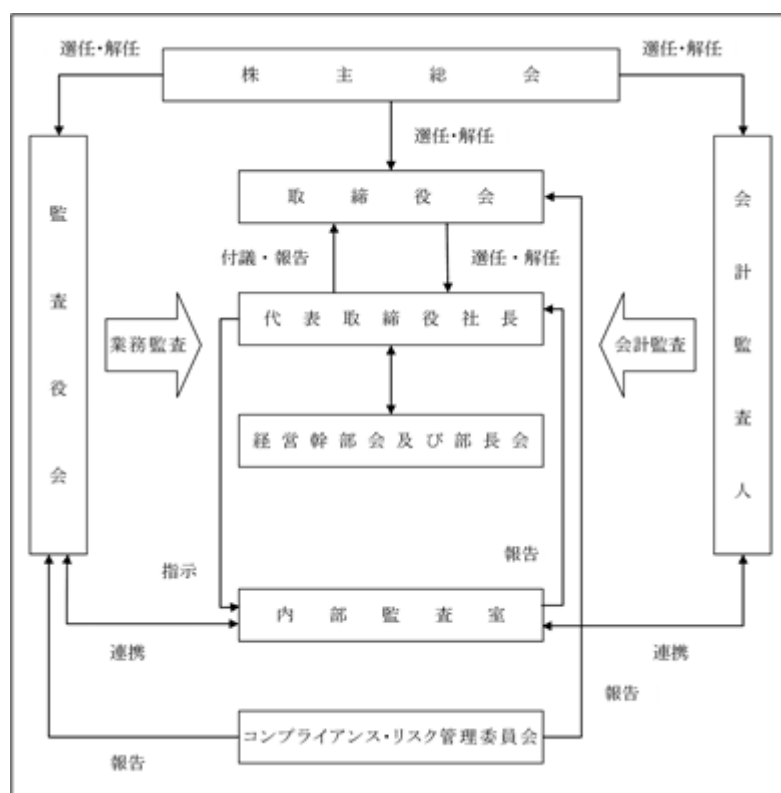 選任・解任
株主総会
選任・解任
選任・解任
取締役会
付議・報告
選任・解任
代表取締役社長
監査役会
業務監査
会計監査
会計監査人
経営幹部会及び部長会
指示
報告
内部監査室
連携
連携
報告
コンプライアンス・リスク管理委員会
報告